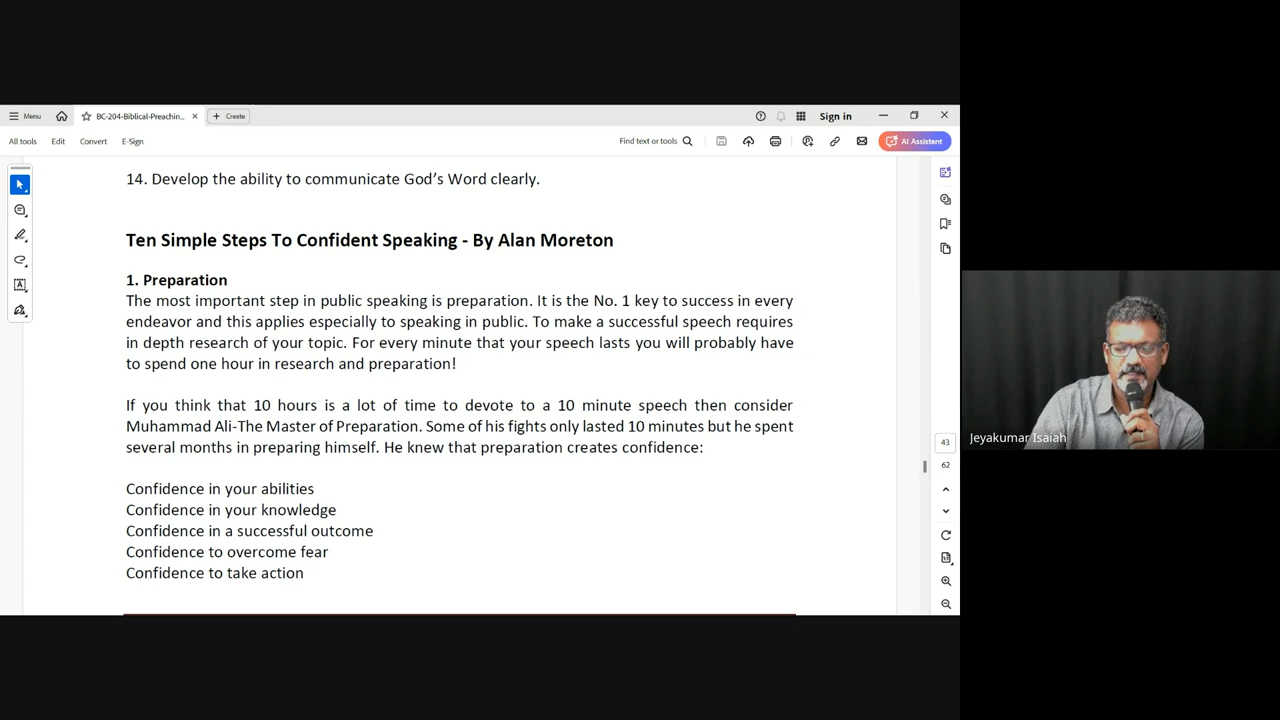 Menu
BC-204-Biblical-Preachin...
Create
Sign in
All tools
Edit
Convert
E-Sign
Find text or tools
AI Assistant
14. Develop the ability to communicate God's Word clearly.
Ten Simple Steps To Confident Speaking - By Alan Moreton
1. Preparation
The most important step in public speaking is preparation. It is the No. 1 key to success in every
endeavor and this applies especially to speaking in public. To make a successful speech requires
in depth research of your topic. For every minute that your speech lasts you will probably have
to spend one hour in research and preparation!
If you think that 10 hours is a lot of time to devote to a 10 minute speech then consider
Muhammad Ali-The Master of Preparation. Some of his fights only lasted 10 minutes but he spent
several months in preparing himself. He knew that preparation creates confidence:
Confidence in your abilities
Confidence in your knowledge
Confidence in a successful outcome
Confidence to overcome fear
Confidence to take action
43
62
Jeyakumar Isaiah